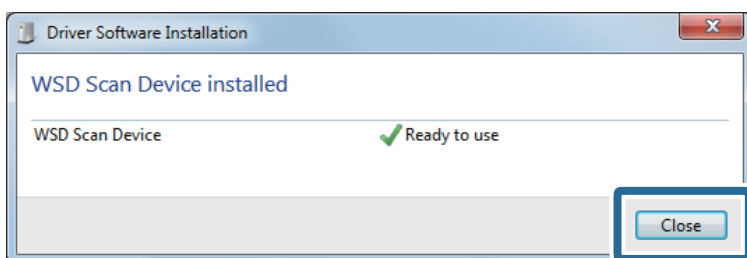 Driver Software Installation
WSD Scan Device installed
WSD Scan Device Ready to use
Close